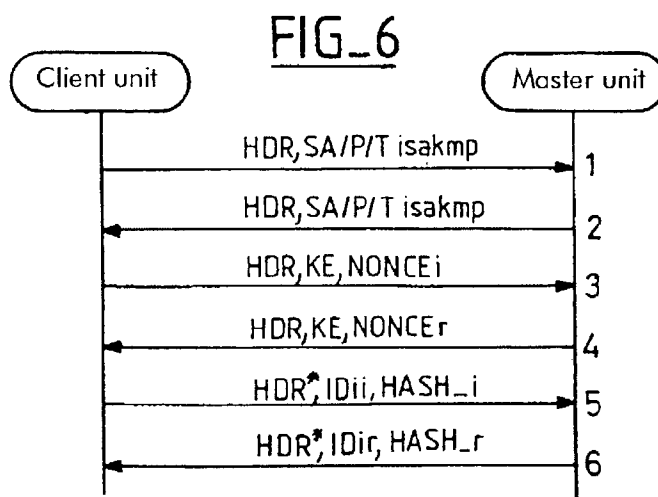 FIG_6
Client unit
Master unit
HDR,SA/P/T isakmp
1
HDR,SA/P/T isakmp
2
HDR,KE,NONCEi
3
HDR,KE,NONCEr
4
HDR*,IDii,HASH_i
5
HDR*,IDir,HASH_r
6